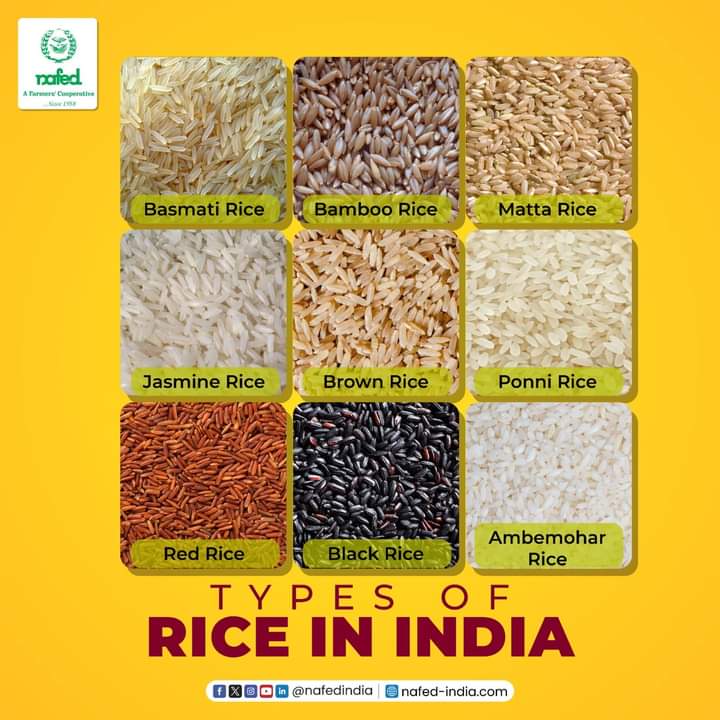 nafed.
A Farmers' Cooperative
...Since 1958
Basmati Rice
Bamboo Rice
Matta Rice
Jasmine Rice
Brown Rice
Ponni Rice
Red Rice
Black Rice
Ambemohar
Rice
TYPES OF
RICE IN INDIA
@nafedindia | nafed-india.com